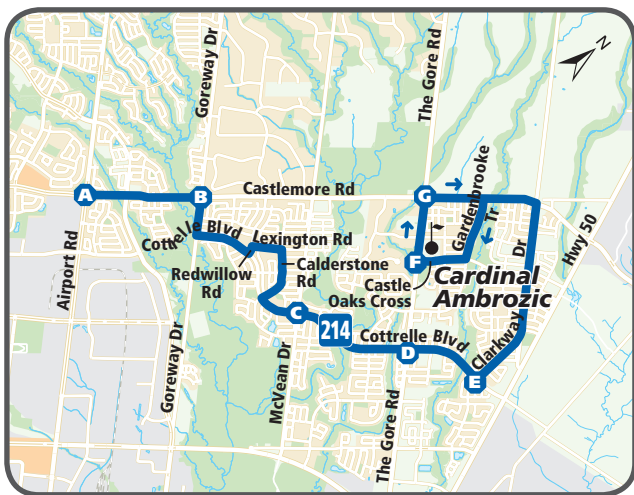 Goreway Dr
The Gore Rd
N
A
B
Castlemore Rd
G
Gardenbrooke
Tr
Cottrelle Blvd
Lexington Rd
Redwillow
Rd
Calderstone
Rd
F
Castle
Oaks Cross
Cardinal
Ambrozic
Dr
Hwy 50
Airport Rd
C
214
Cottrelle Blvd
D
Clarkway
E
Goreway Dr
McVean Dr
The Gore Rd